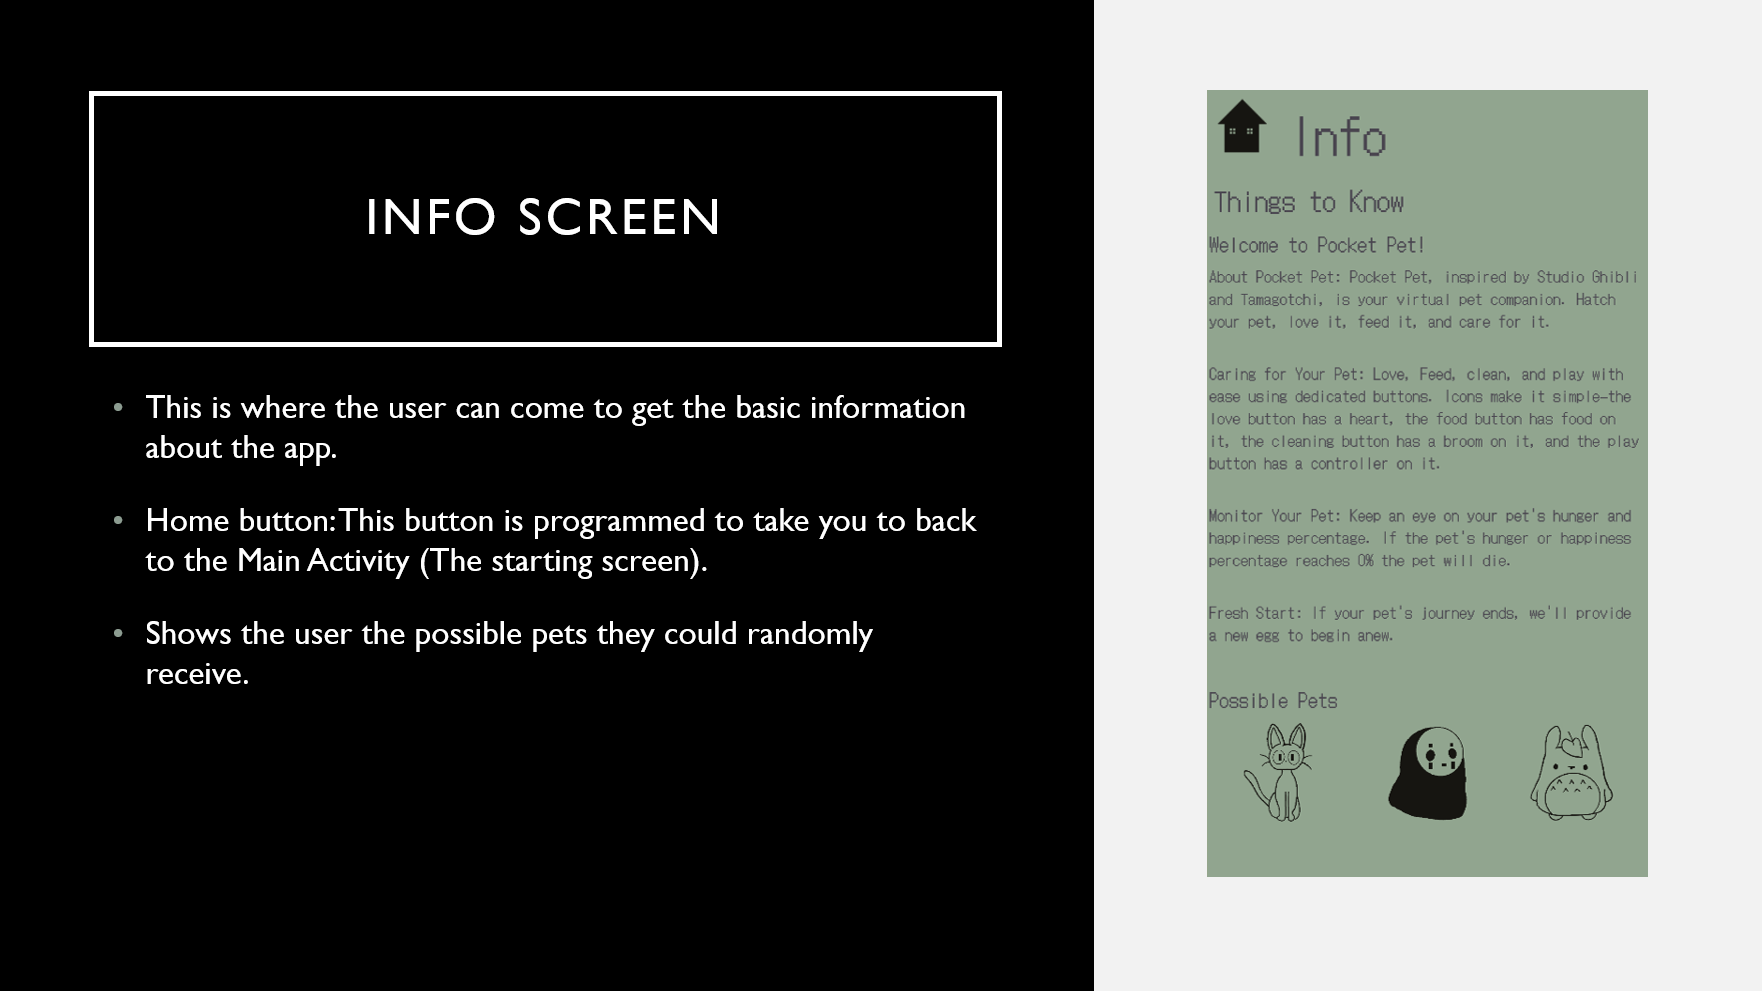 INFO SCREEN
• This is where the user can come to get the basic information
about the app.
• Home button: This button is programmed to take you to back
to the Main Activity (The starting screen).
• Shows the user the possible pets they could randomly
receive.
Info
Things to Know
Welcome to Pocket Pet!
About Pocket Pet: Pocket Pet, inspired by Studio Ghibli
and Tamagotchi, is your virtual pet companion. Hatch
your pet, love it, feed it, and care for it.
Caring for Your Pet: Love, Feed, clean, and play with
ease using dedicated buttons. Icons make it simple—the
love button has a heart, the food button has food on
it, the cleaning button has a broom on it, and the play
button has a controller on it.
Monitor Your Pet: Keep an eye on your pet's hunger and
happiness percentage. If the pet's hunger or happiness
percentage reaches 0% the pet will die.
Fresh Start: If your pet's journey ends, we'll provide
a new egg to begin anew.
Possible Pets